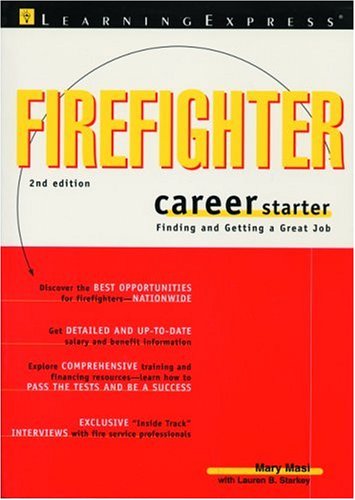 LEARNINGEXPRESS®
FIREFIGHTER
2nd edition
career starter
Finding and Getting a Great Job
Discover the BEST OPPORTUNITIES
for firefighters—NATIONWIDE
Get DETAILED AND UP-TO-DATE
salary and benefit information
Explore COMPREHENSIVE training and
financing resources—learn how to
PASS THE TESTS AND BE A SUCCESS
EXCLUSIVE "Inside Track"
INTERVIEWS with fire service professionals
Mary Masi
with Lauren B. Starkey